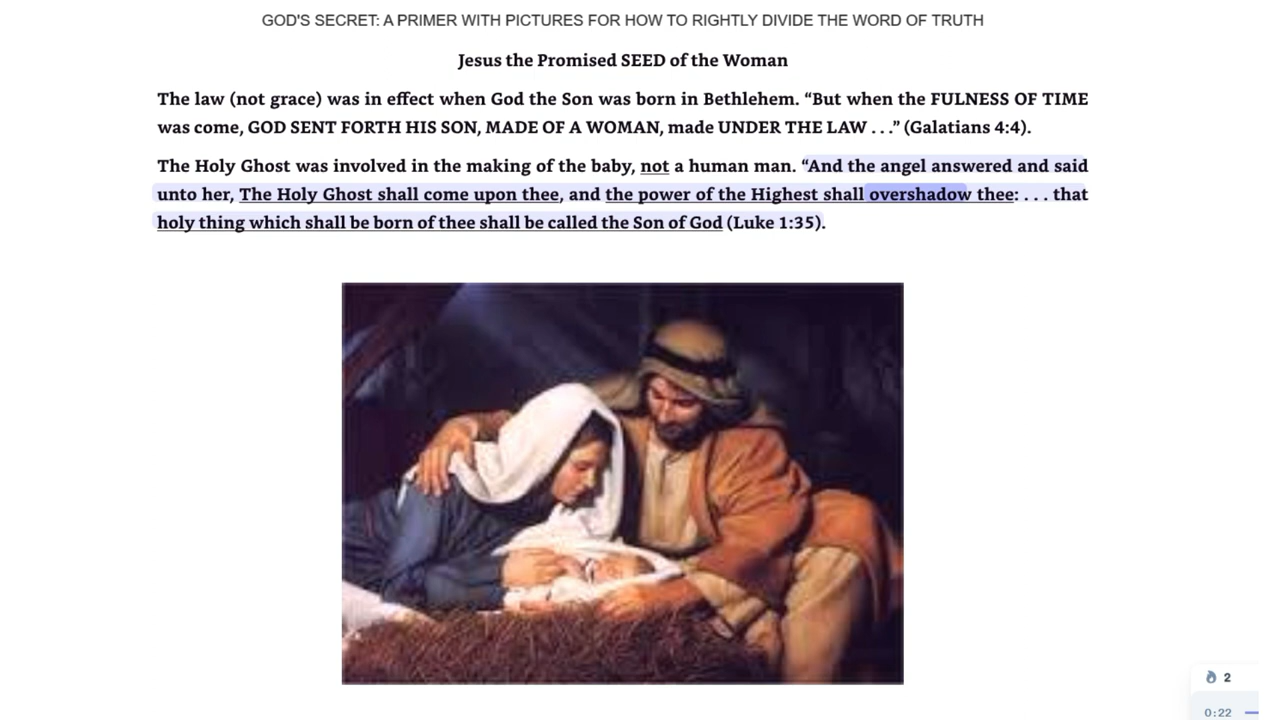 GOD'S SECRET: A PRIMER WITH PICTURES FOR HOW TO RIGHTLY DIVIDE THE WORD OF TRUTH
Jesus the Promised SEED of the Woman
The law (not grace) was in effect when God the Son was born in Bethlehem. “But when the FULNESS OF TIME
was come, GOD SENT FORTH HIS SON, MADE OF A WOMAN, made UNDER THE LAW . . .” (Galatians 4:4).
The Holy Ghost was involved in the making of the baby, not a human man. “And the angel answered and said
unto her, The Holy Ghost shall come upon thee, and the power of the Highest shall overshadow thee: . . . that
holy thing which shall be born of thee shall be called the Son of God (Luke 1:35).
2
0:22